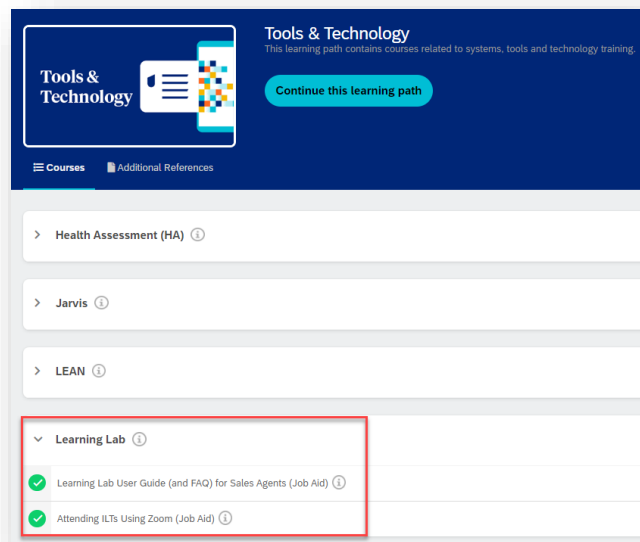 Tools & Technology
This learning path contains courses related to systems, tools and technology training.
Tools &
Technology
Continue this learning path
Courses
Additional References
Health Assessment (HA)
Jarvis
LEAN
Learning Lab
Learning Lab User Guide (and FAQ) for Sales Agents (Job Aid)
Attending ILTs Using Zoom (Job Aid)